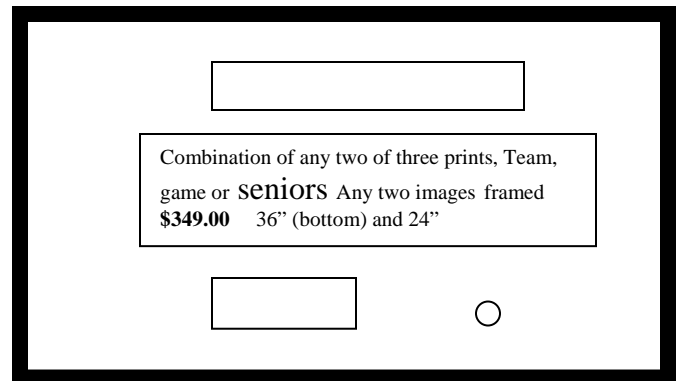 Combination of any two of three prints, Team,
game or seniors Any two images framed
$349.00 36” (bottom) and 24”